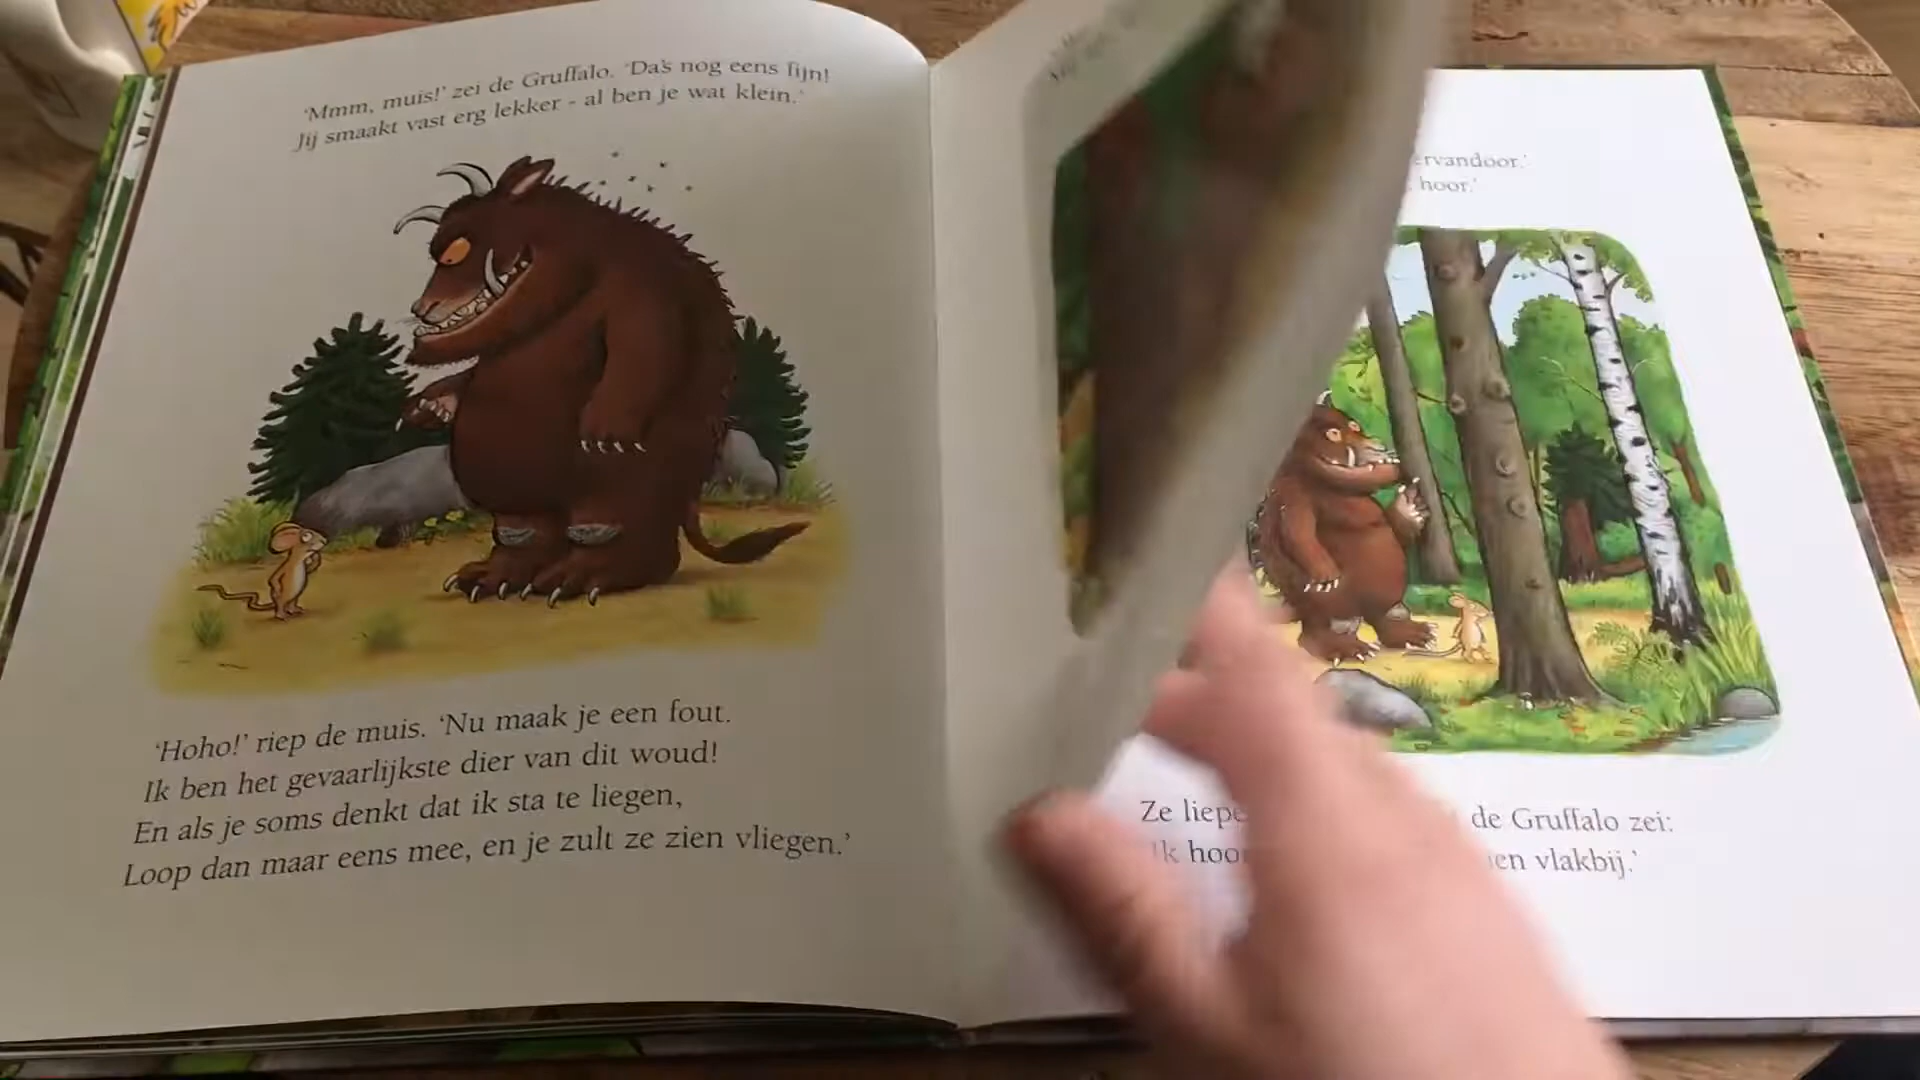 'Mmm, muis!' zei de Gruffalo. 'Da's nog eens fijn!
Jij smaakt vast erg lekker - al ben je wat klein.'
'Hoho!' riep de muis. 'Nu maak je een fout.
Ik ben het gevaarlijkste dier van dit woud!
En als je soms denkt dat ik sta te liegen,
Loop dan maar eens mee, en je zult ze zien vliegen.'
ervandoor.'
hoor.'
Ze liepe de Gruffalo zei:
'Ik hoo en vlakbij.'